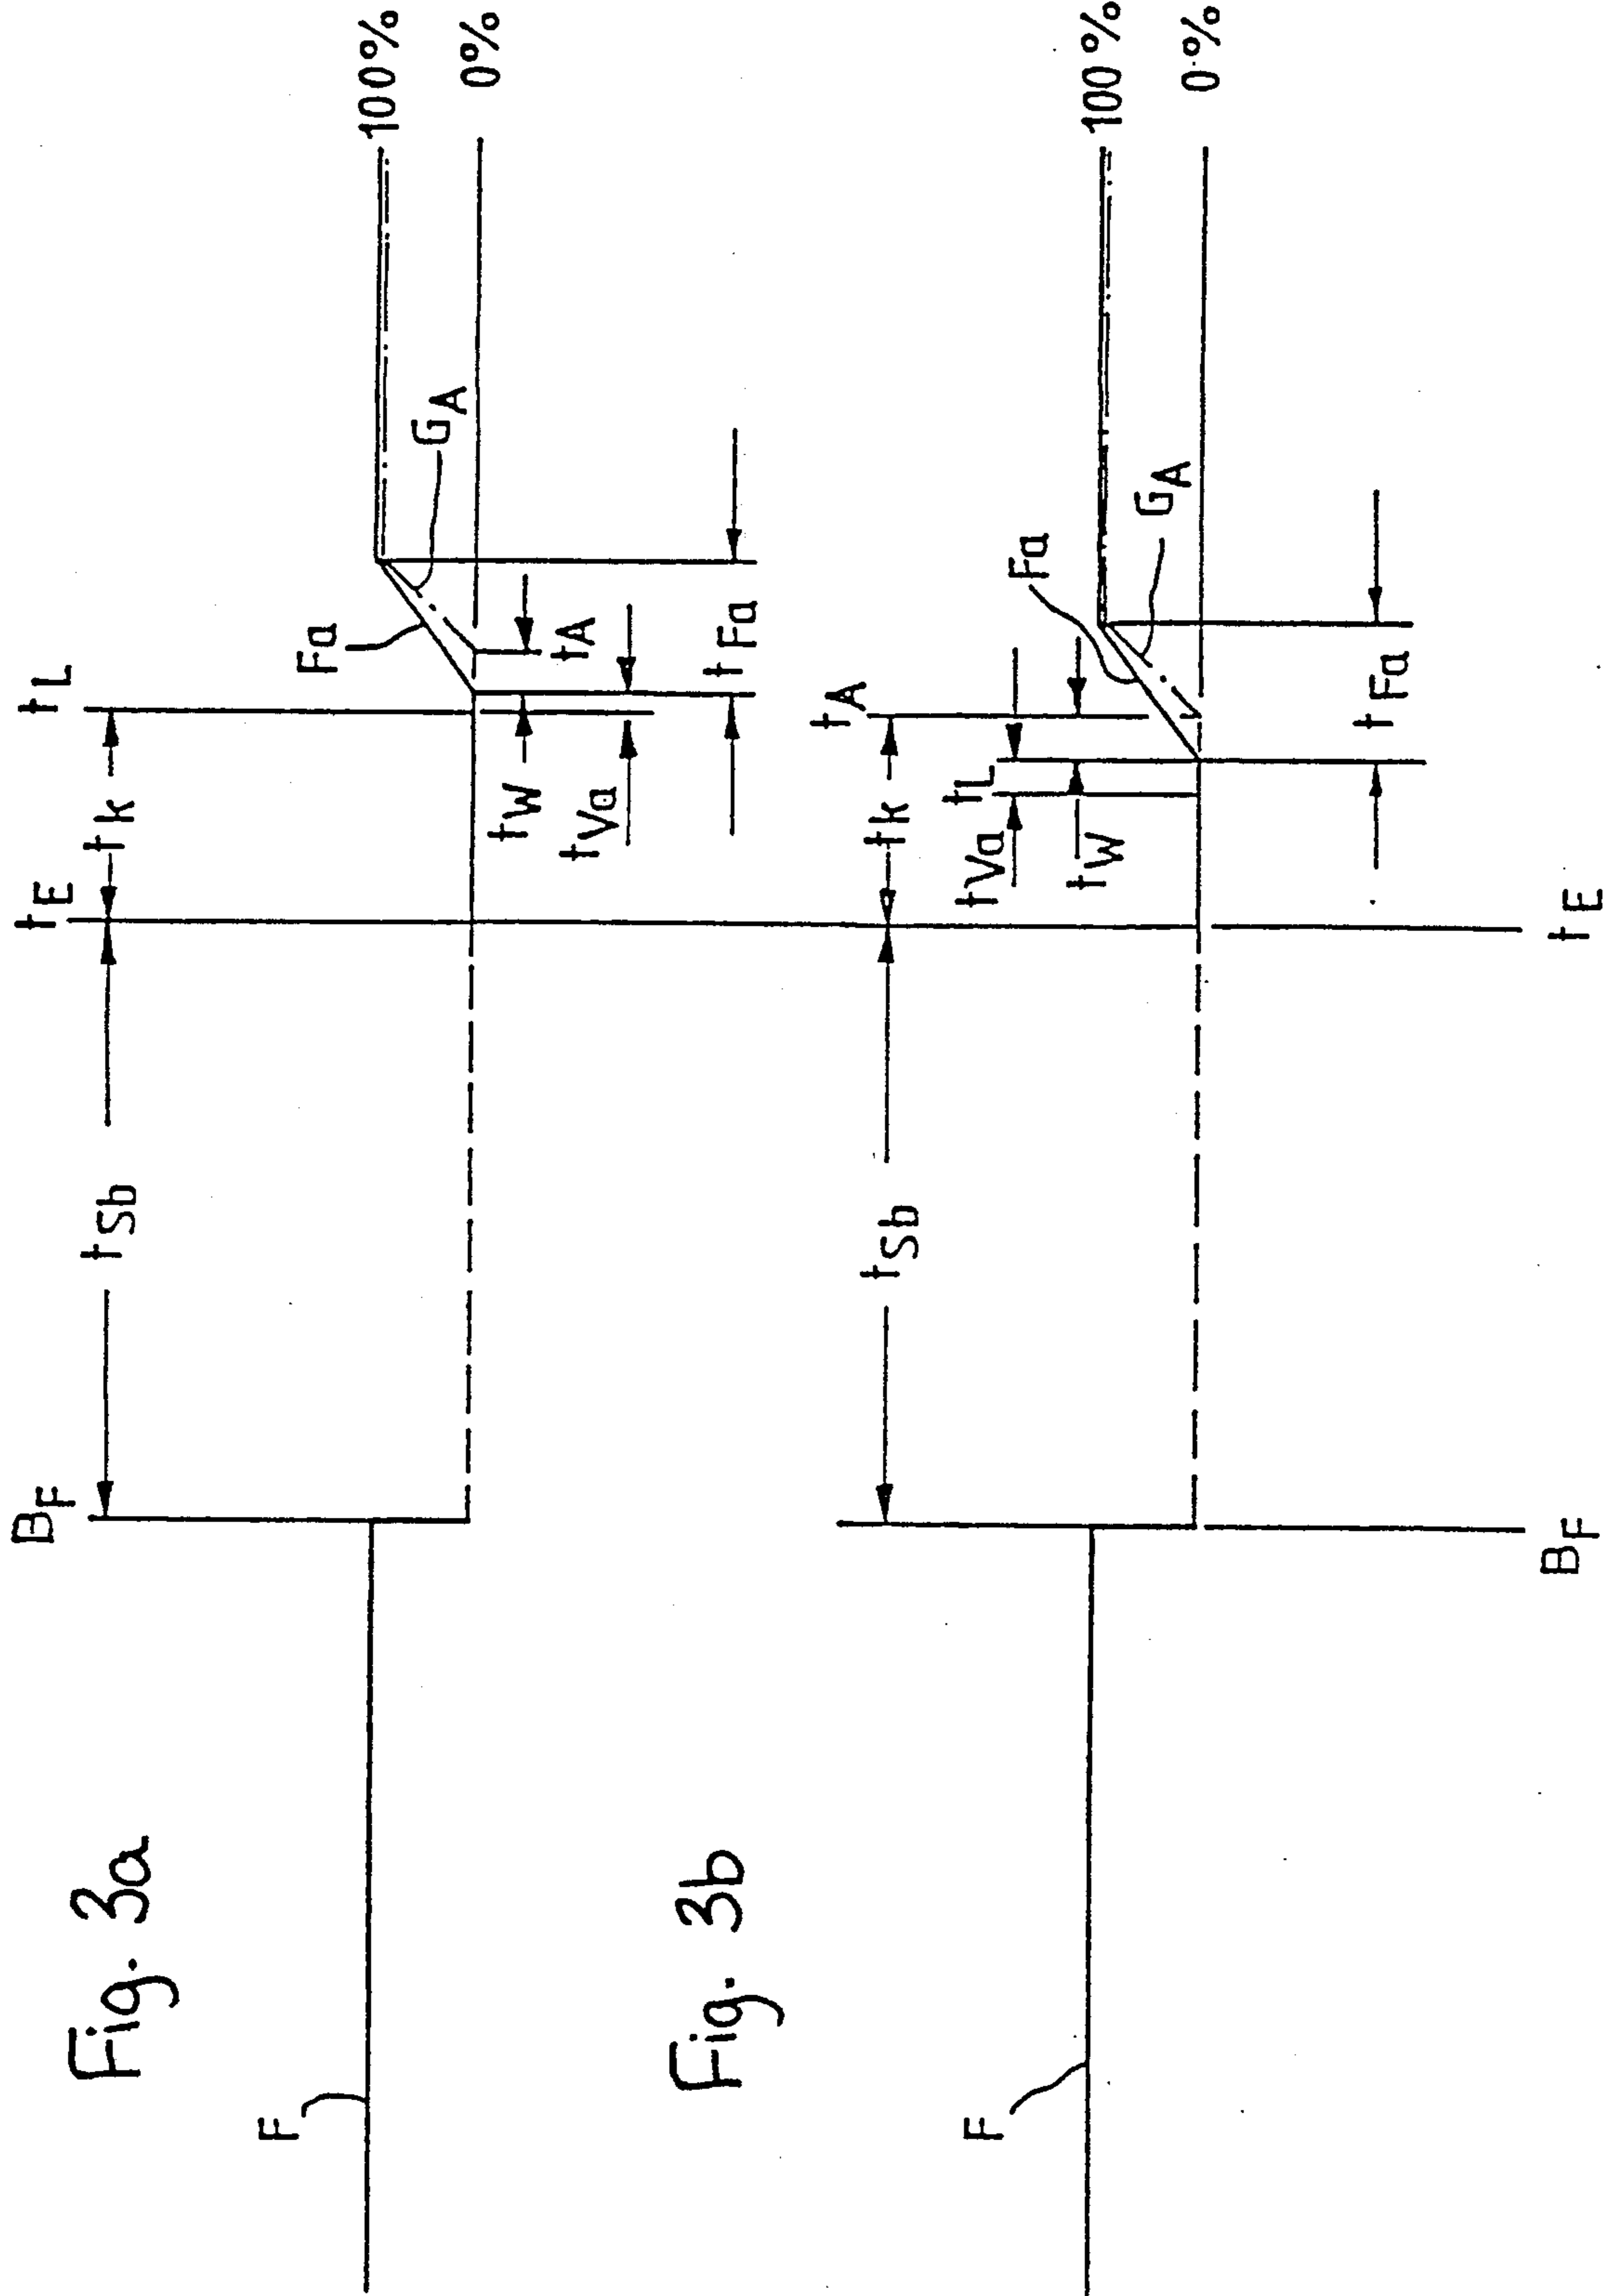 Fig. 3a
F
B_F
t_Sb
t_E
t_k
t_L
Fa
G_A
100%
0%
t_W
t_A
t_Va
t_Fa
Fig. 3b
F
t_Sb
t_k
t_A
t_L
t_Va
t_W
Fa
G_A
100%
0%
t_Fa
B_F
t_E